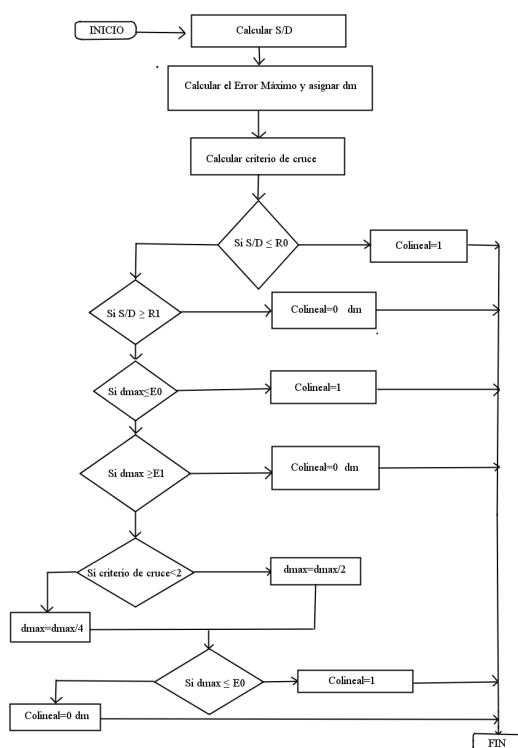 INICIO
Calcular S/D
Calcular el Error Máximo y asignar dm
Calcular criterio de cruce
Si S/D ≤ R0
Colineal=1
Si S/D ≥ R1
Colineal=0 dm
Si dmax≤E0
Colineal=1
Si dmax ≥E1
Colineal=0 dm
Si criterio de cruce<2
dmax=dmax/2
dmax=dmax/4
Si dmax ≤ E0
Colineal=1
Colineal=0 dm
FIN